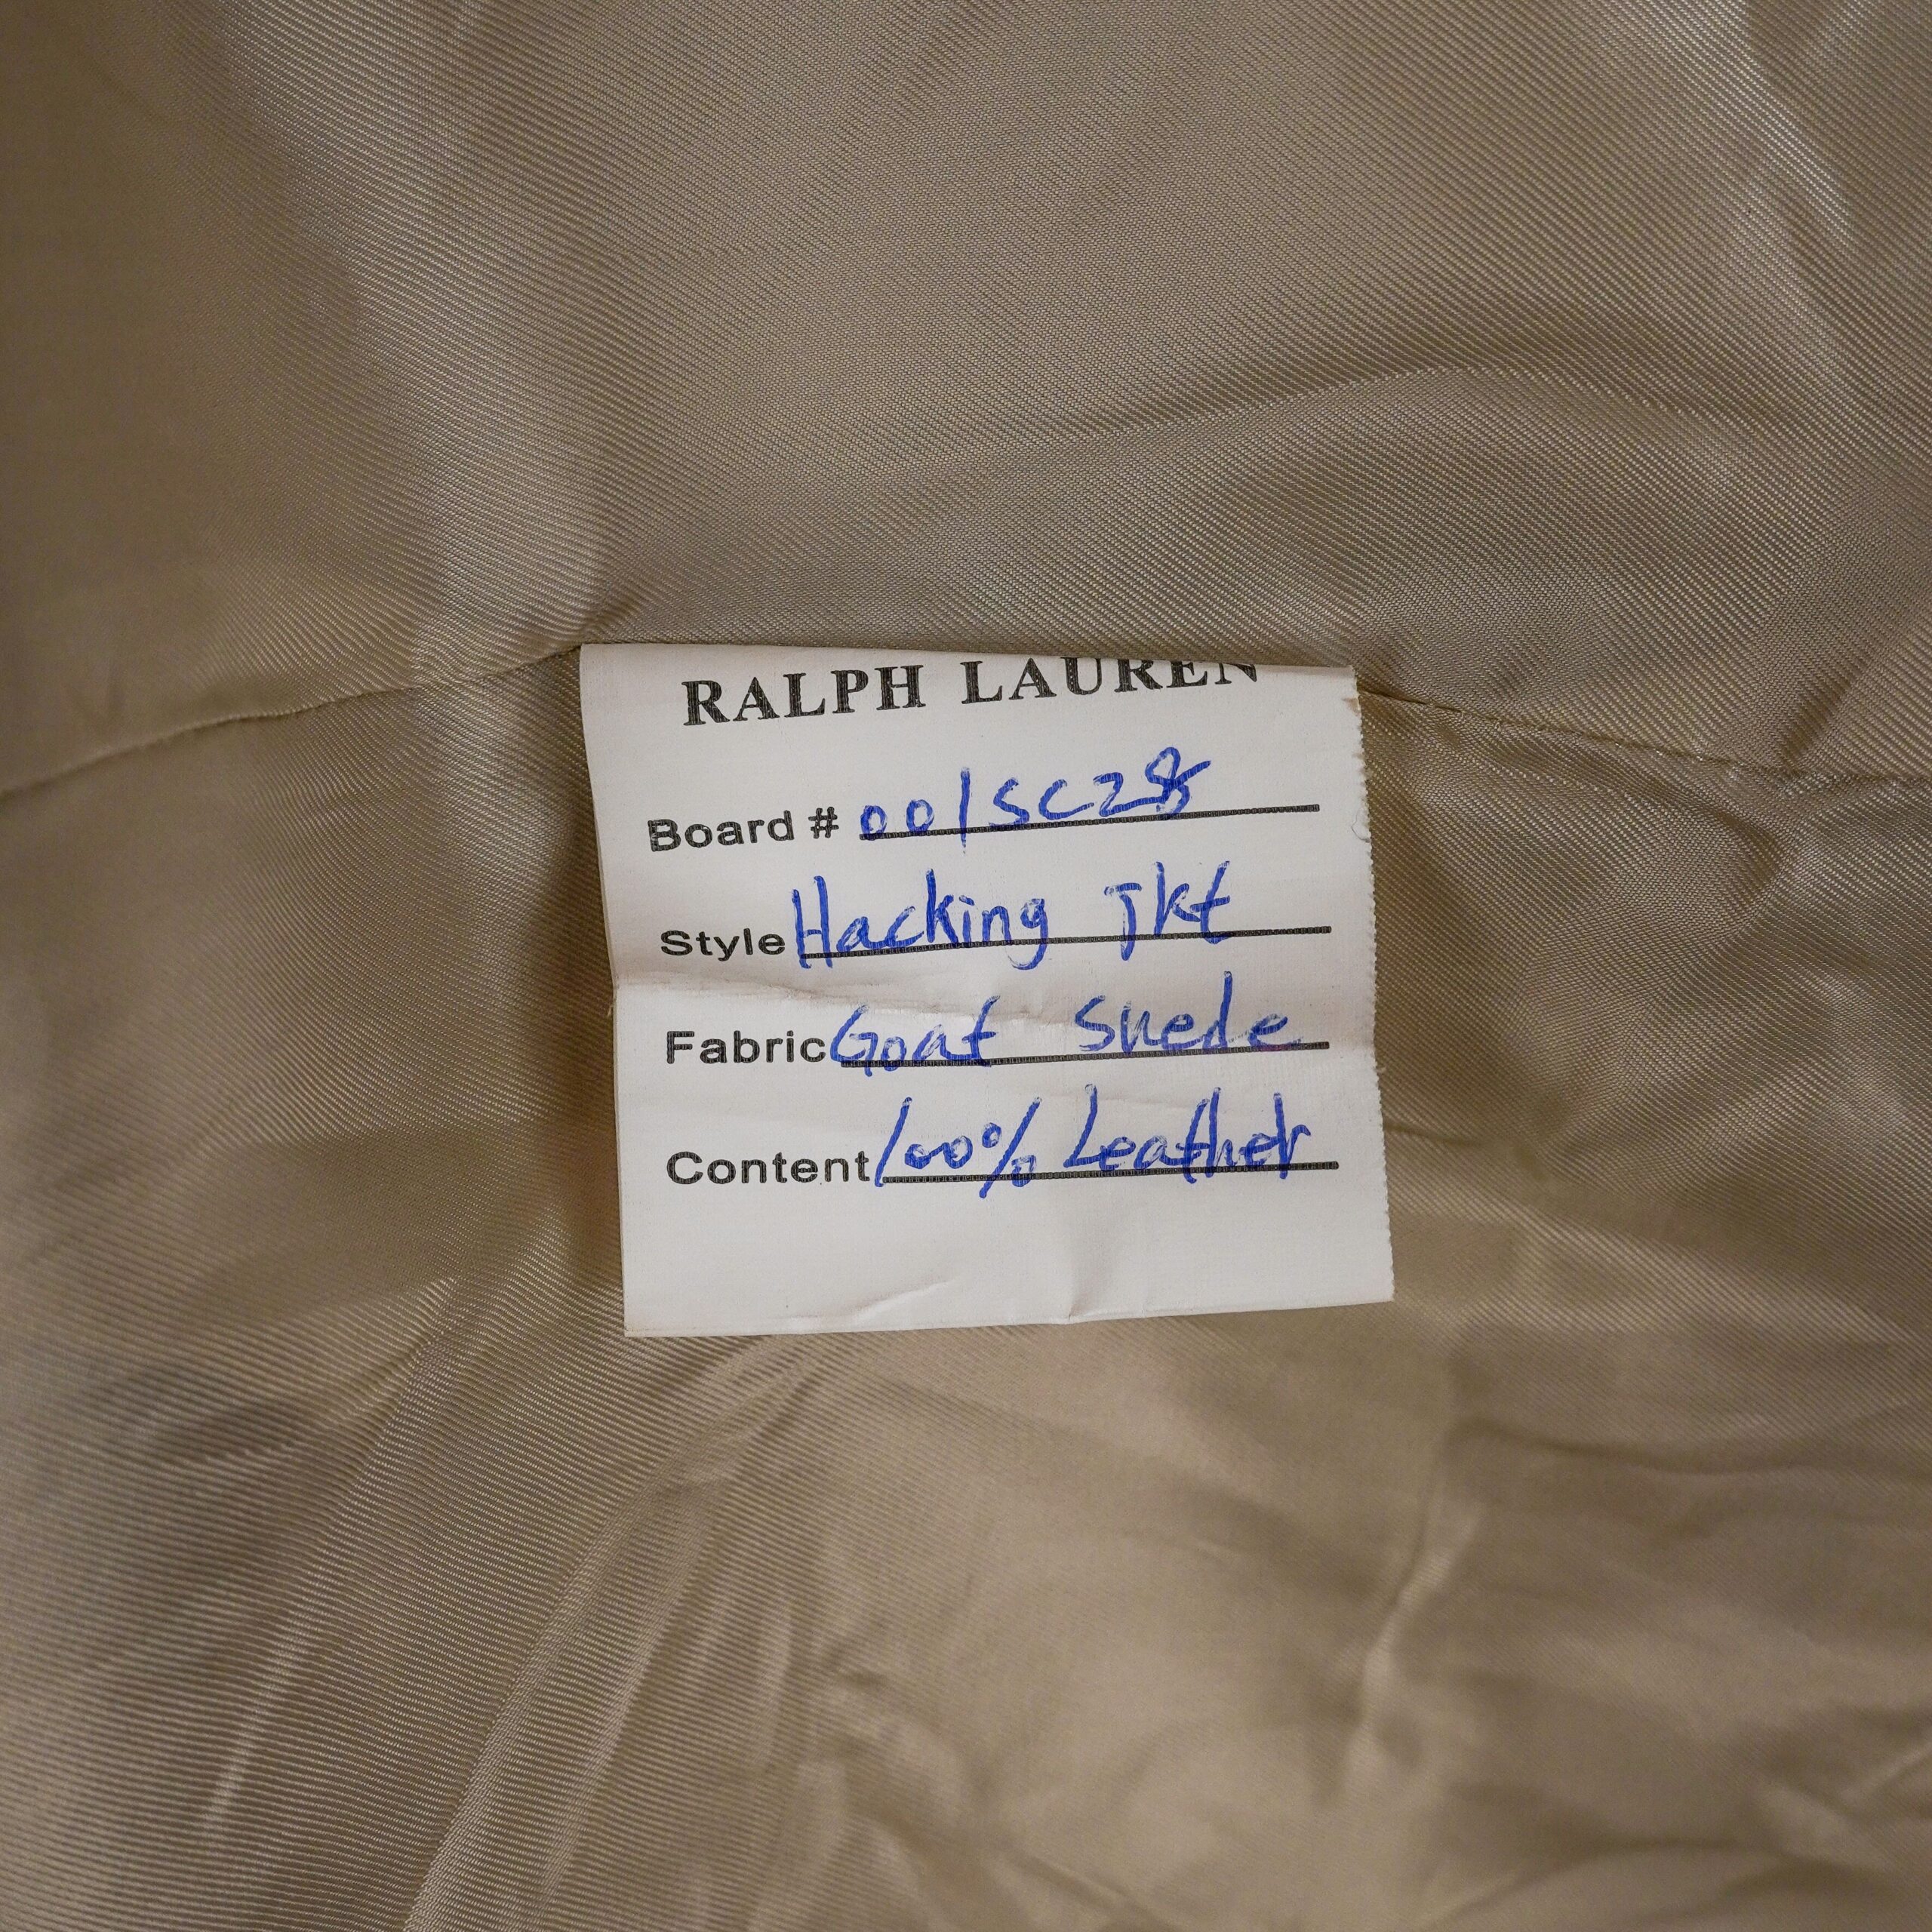 RALPH LAUREN
Board # 001SC28
Style Hacking Jkt
Fabric Goat Suede
Content 100% Leather